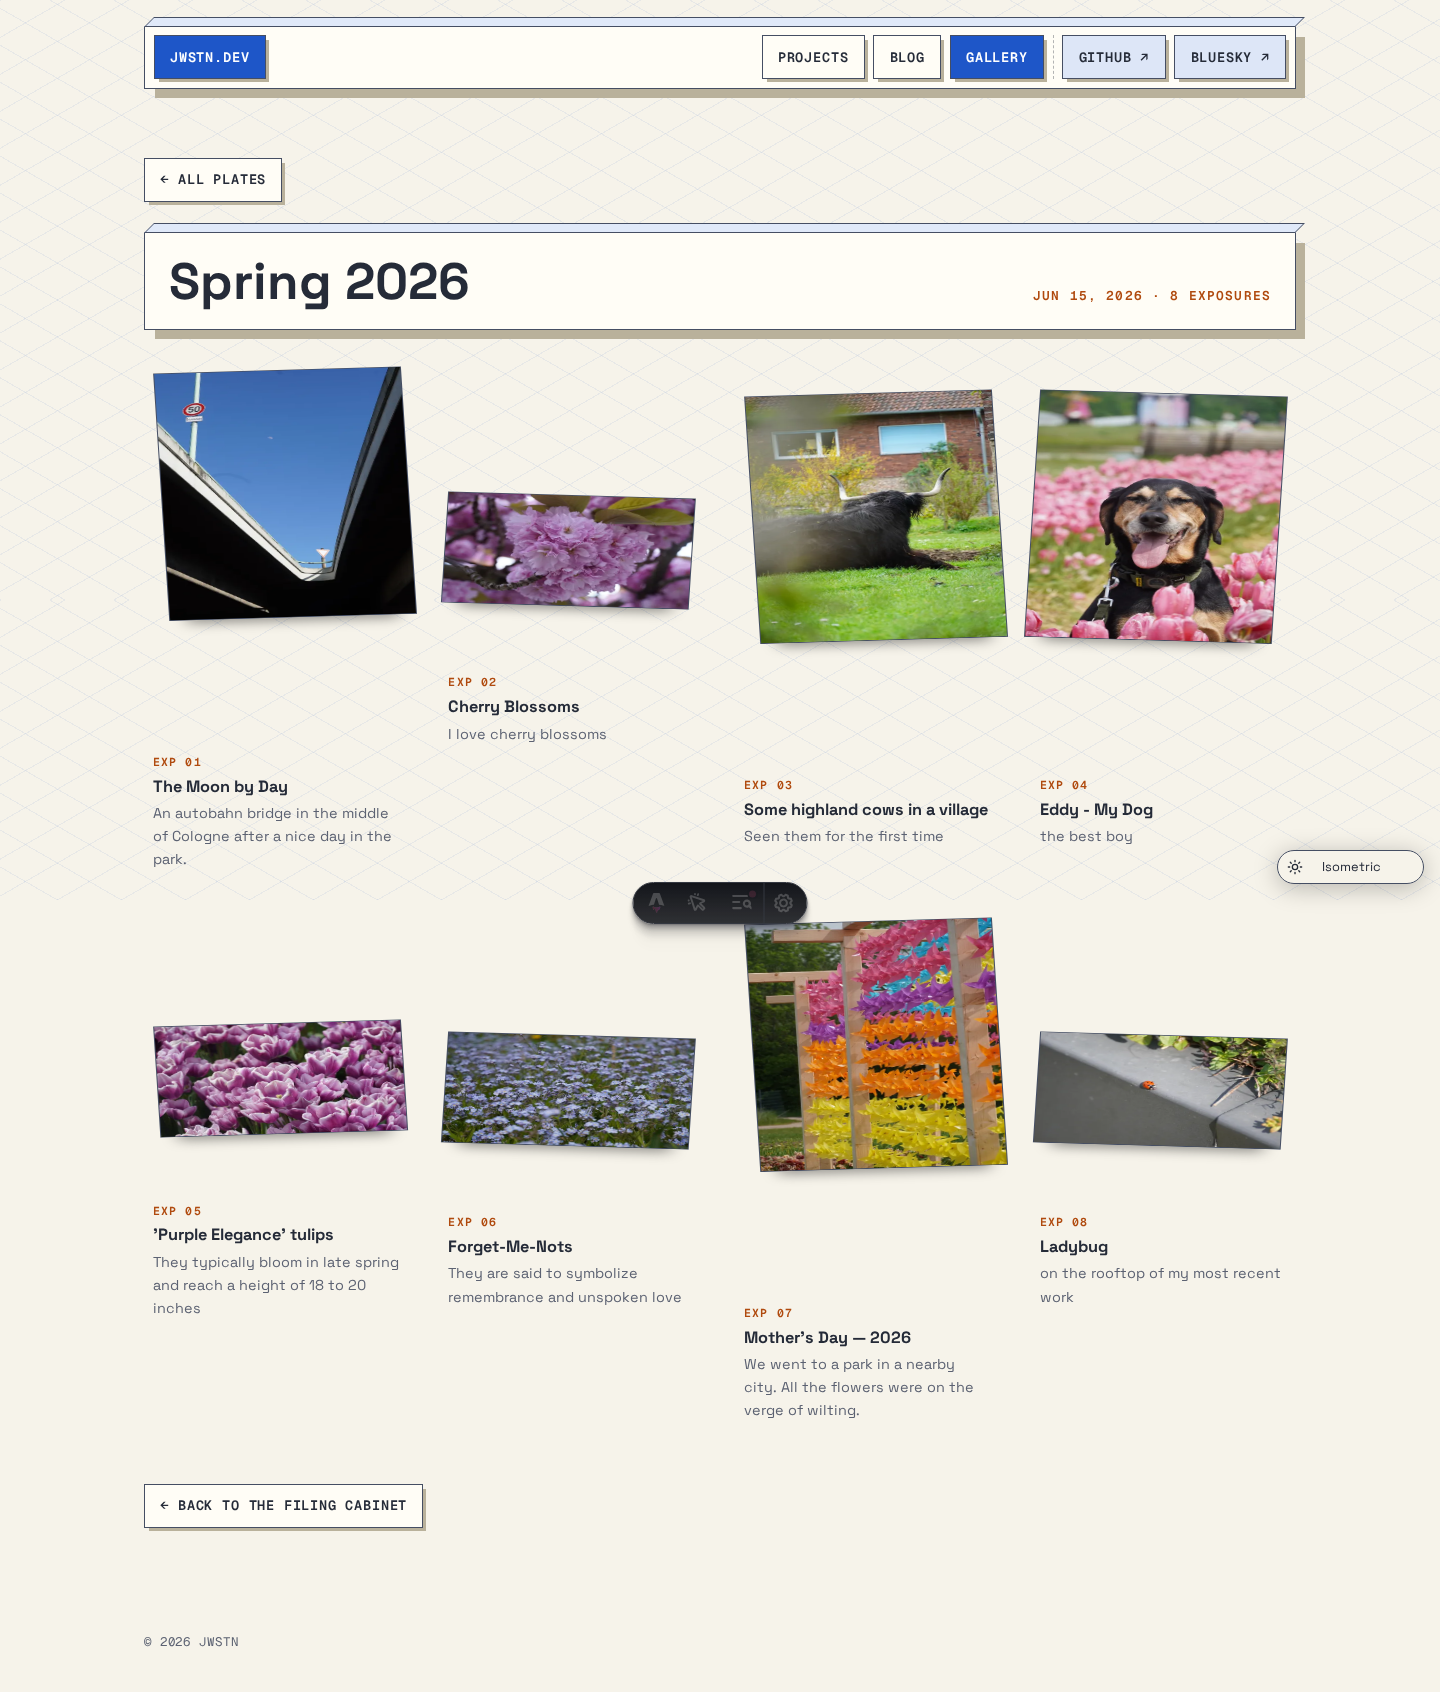 JWSTN.DEV
PROJECTS
BLOG
GALLERY
GITHUB ↗
BLUESKY ↗
← ALL PLATES
Spring 2026
JUN 15, 2026 · 8 EXPOSURES
60
EXP 01
The Moon by Day
An autobahn bridge in the middle
of Cologne after a nice day in the
park.
EXP 02
Cherry Blossoms
I love cherry blossoms
EXP 03
Some highland cows in a village
Seen them for the first time
EXP 04
Eddy - My Dog
the best boy
Isometric
EXP 05
’Purple Elegance’ tulips
They typically bloom in late spring
and reach a height of 18 to 20
inches
EXP 06
Forget-Me-Nots
They are said to symbolize
remembrance and unspoken love
EXP 07
Mother’s Day — 2026
We went to a park in a nearby
city. All the flowers were on the
verge of wilting.
EXP 08
Ladybug
on the rooftop of my most recent
work
← BACK TO THE FILING CABINET
© 2026 JWSTN